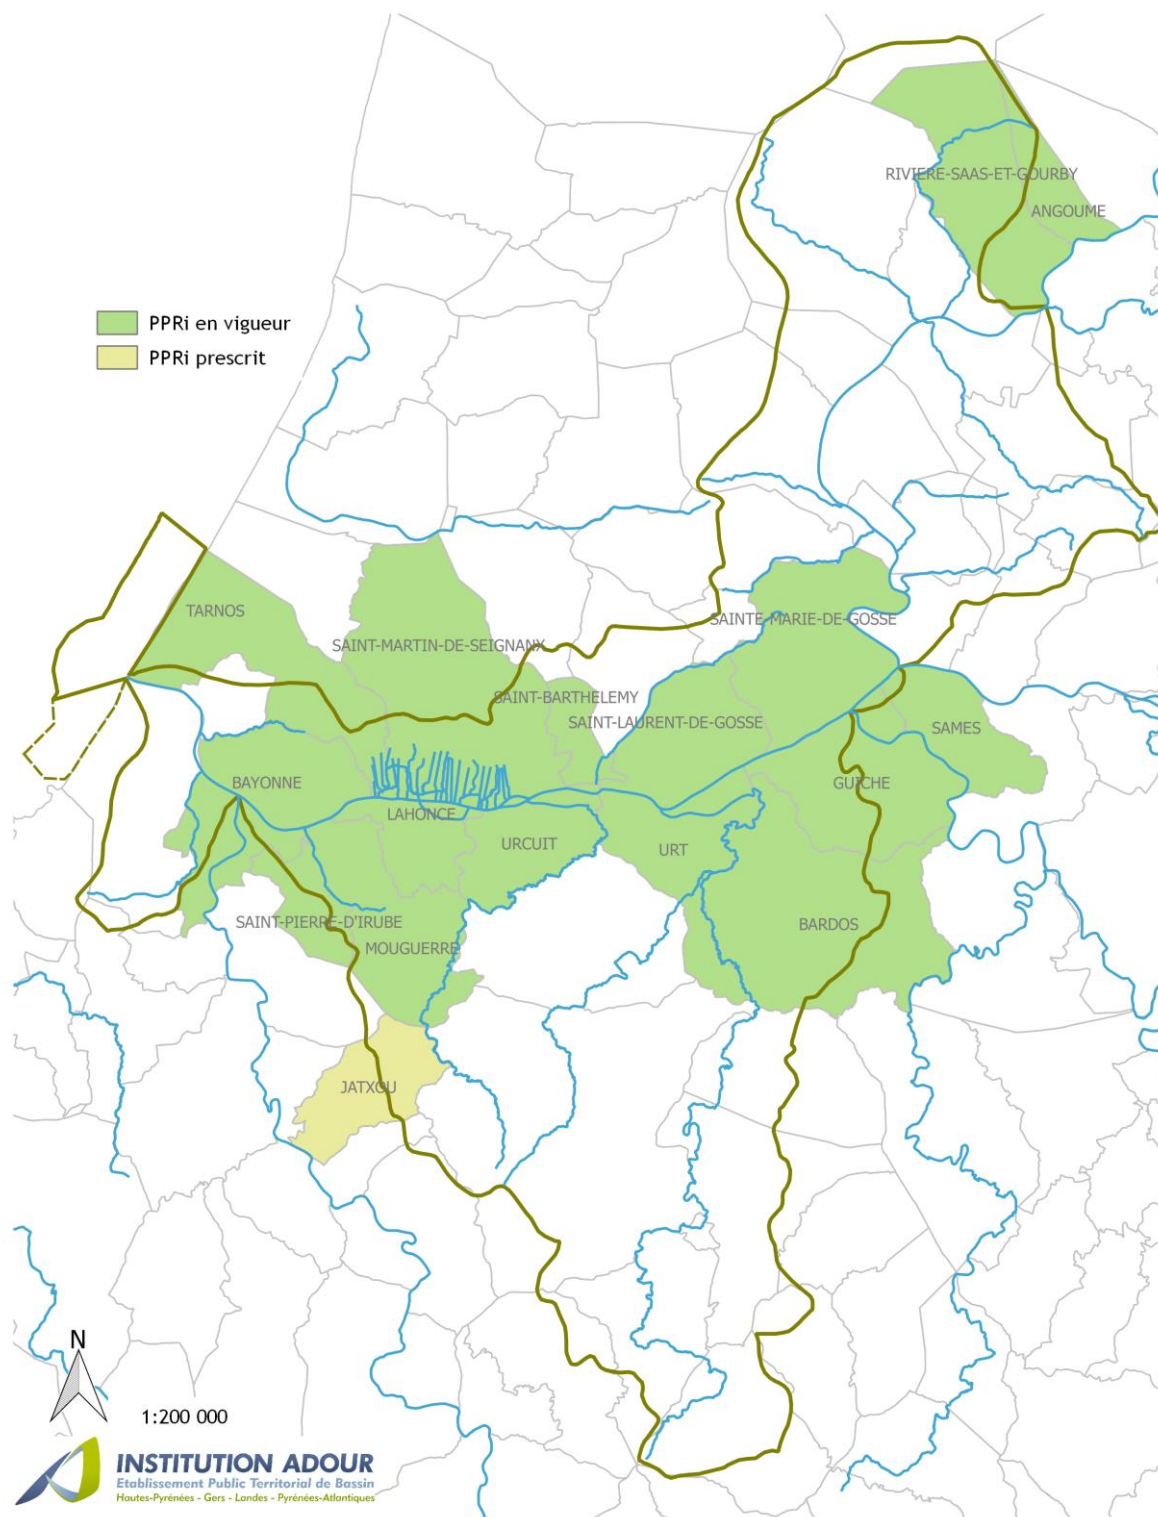 RIVIERE-SAAS-ET-GOURBY
ANGOUME
PPRi en vigueur
PPRi prescrit
TARNOS
SAINTE-MARIE-DE-GOSSE
SAINT-MARTIN-DE-SEIGNANX
SAINT-BARTHELEMY
SAINT-LAURENT-DE-GOSSE
SAMES
BAYONNE
GUICHE
LAHONCE
URCUIT
URT
SAINT-PIERRE-D'IRUBE
BARDOS
MOUGUERRE
JATXOU
N
1:200 000
INSTITUTION ADOUR
Etablissement Public Territorial de Bassin
Hautes-Pyrénées - Gers - Landes - Pyrénées-Atlantiques